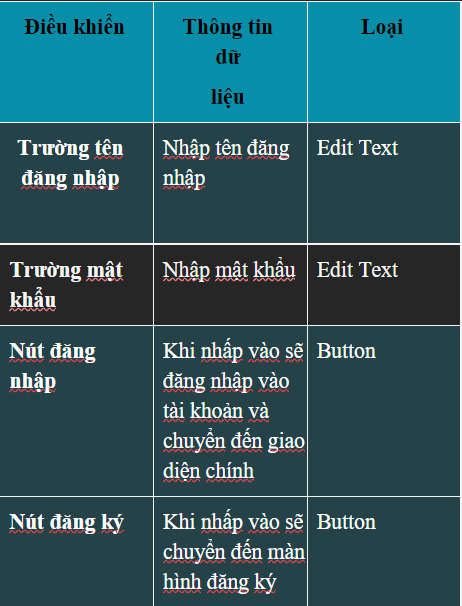 Điều khiển
Thông tin
dữ
liệu
Loại
Trường tên
đăng nhập
Nhập tên đăng
nhập
Edit Text
Trường mật
khẩu
Nhập mật khẩu
Edit Text
Nút đăng
nhập
Khi nhấp vào sẽ
đăng nhập vào
tài khoản và
chuyển đến giao
diện chính
Button
Nút đăng ký
Khi nhấp vào sẽ
chuyển đến màn
hình đăng ký
Button